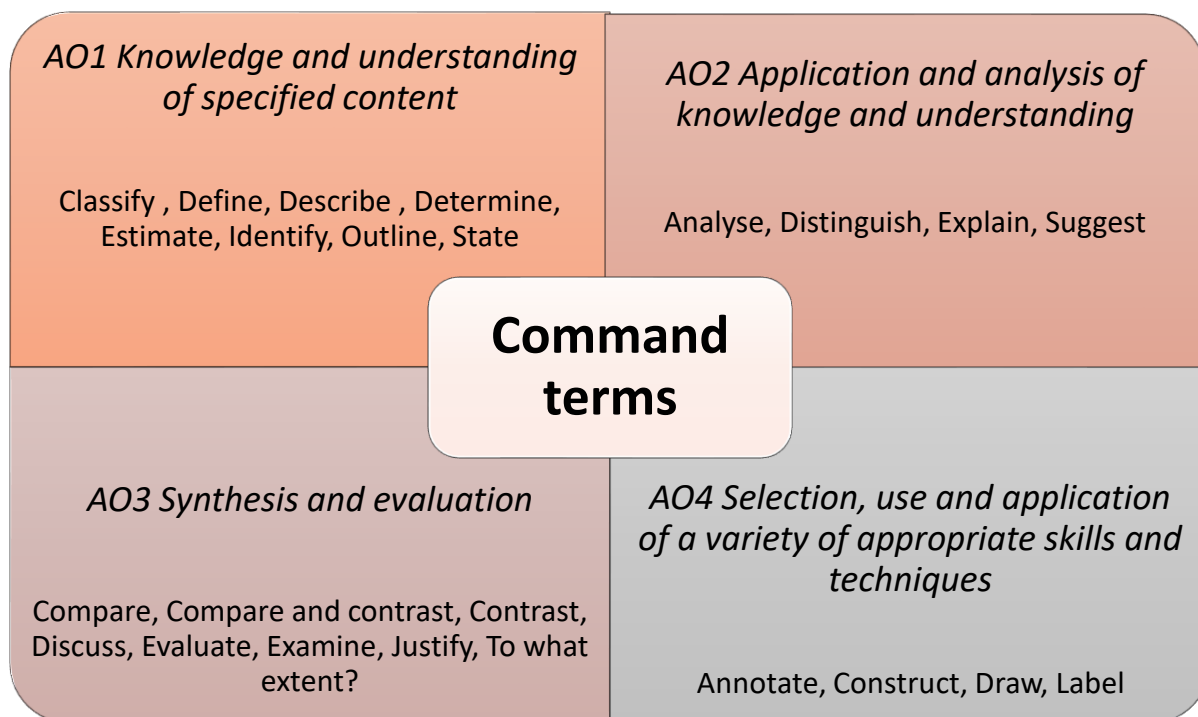 AO1 Knowledge and understanding
of specified content
Classify , Define, Describe , Determine,
Estimate, Identify, Outline, State
AO2 Application and analysis of
knowledge and understanding
Analyse, Distinguish, Explain, Suggest
Command
terms
AO3 Synthesis and evaluation
Compare, Compare and contrast, Contrast,
Discuss, Evaluate, Examine, Justify, To what
extent?
AO4 Selection, use and application
of a variety of appropriate skills and
techniques
Annotate, Construct, Draw, Label